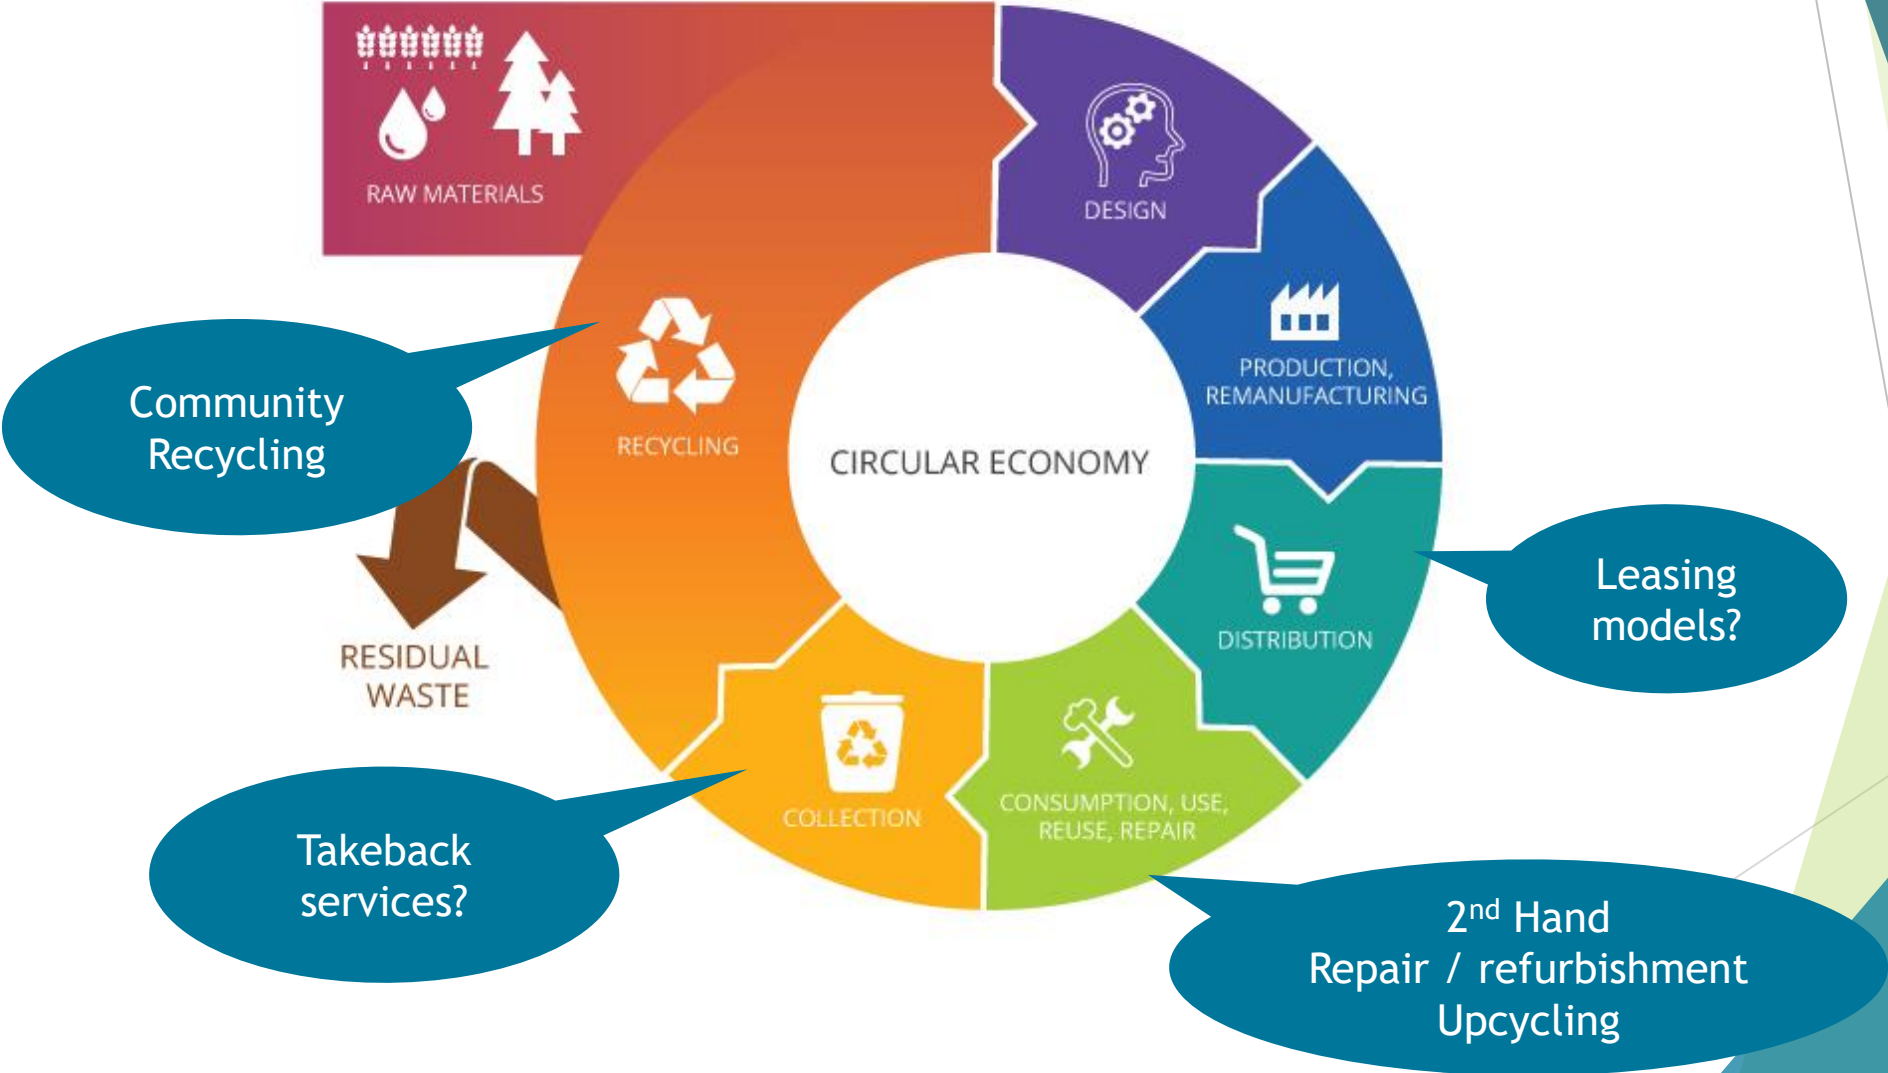 RAW MATERIALS
DESIGN
PRODUCTION,
REMANUFACTURING
Community
Recycling
RECYCLING
CIRCULAR ECONOMY
Leasing
models?
DISTRIBUTION
RESIDUAL
WASTE
COLLECTION
CONSUMPTION, USE,
REUSE, REPAIR
Takeback
services?
2nd Hand
Repair / refurbishment
Upcycling